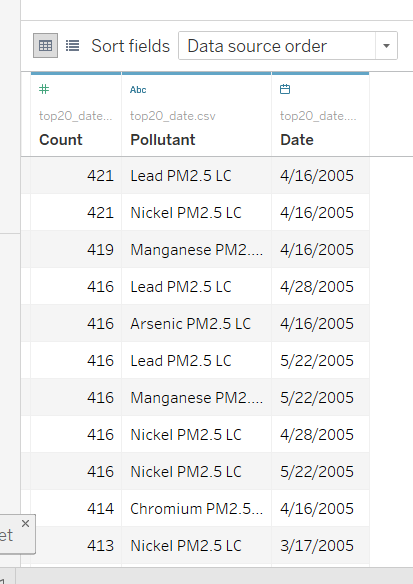 Sort fields Data source order
# Abc
top20_date... top20_date.csv top20_date....
Count Pollutant Date
421 Lead PM2.5 LC 4/16/2005
421 Nickel PM2.5 LC 4/16/2005
419 Manganese PM2.... 4/16/2005
416 Lead PM2.5 LC 4/28/2005
416 Arsenic PM2.5 LC 4/16/2005
416 Lead PM2.5 LC 5/22/2005
416 Manganese PM2.... 5/22/2005
416 Nickel PM2.5 LC 4/28/2005
416 Nickel PM2.5 LC 5/22/2005
414 Chromium PM2.5... 4/16/2005
et
413 Nickel PM2.5 LC 3/17/2005